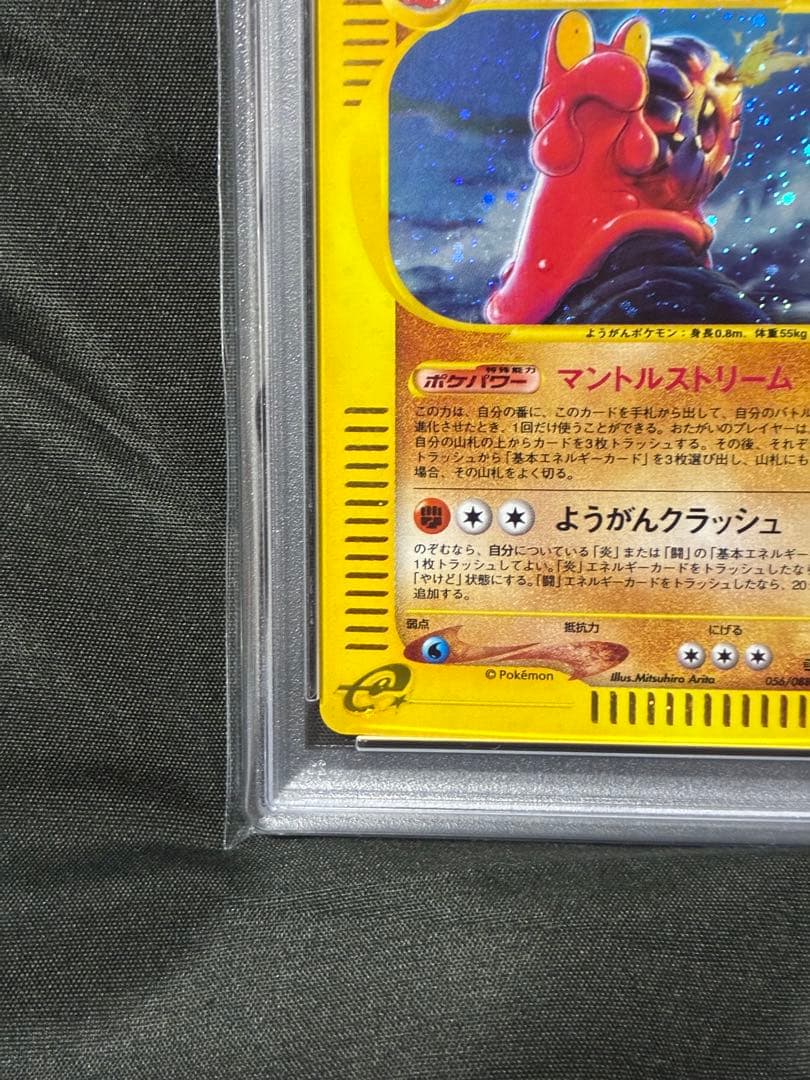 ようがんポケモン：身長0.8m、体重55kg
特殊能力
ポケパワー マントルストリーム
この力は、自分の番に、このカードを手札から出して、自分のバトル
進化させたとき、1回だけ使うことができる。おたがいのプレイヤーは、
自分の山札の上からカードを3枚トラッシュする。その後、それぞ
トラッシュから「基本エネルギーカード」を3枚選び出し、山札にも
場合、その山札をよく切る。
ようがんクラッシュ
のぞむなら、自分についている「炎」または「闘」の「基本エネルギー
1枚トラッシュしてよい。「炎」エネルギーカードをトラッシュしたなら
「やけど」状態にする。「闘」エネルギーカードをトラッシュしたなら、20
追加する。
弱点 抵抗力 にげる
© Pokémon Illus.Mitsuhiro Arita 056/088
e